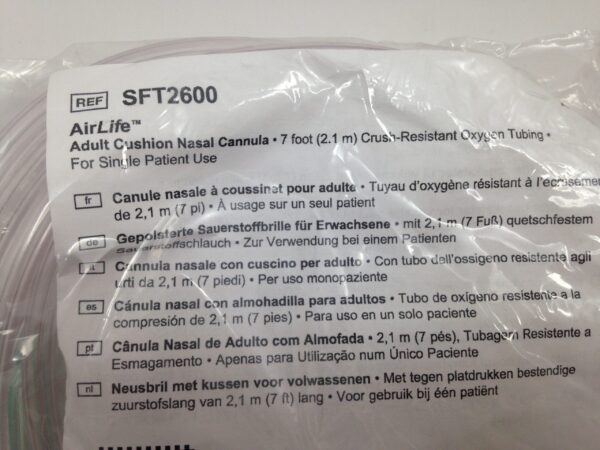 REF SFT2600
AirLife™
Adult Cushion Nasal Cannula • 7 foot (2.1 m) Crush-Resistant Oxygen Tubing •
For Single Patient Use
fr Canule nasale à coussinet pour adulte • Tuyau d'oxygène résistant à l'écrasement
de 2,1 m (7 pi) • À usage sur un seul patient
de Gepolsterte Sauerstoffbrille für Erwachsene • mit 2,1 m (7 Fuß) quetschfestem
Sauerstoffschlauch • Zur Verwendung bei einem Patienten
Cannula nasale con cuscino per adulto • Con tubo dell'ossigeno resistente agli
urti da 2,1 m (7 piedi) • Per uso monopaziente
es Cánula nasal con almohadilla para adultos • Tubo de oxígeno resistente a la
compresión de 2,1 m (7 pies) • Para uso en un solo paciente
pt Cânula Nasal de Adulto com Almofada • 2,1 m (7 pés), Tubagem Resistente a
Esmagamento • Apenas para Utilização num Único Paciente
nl Neusbril met kussen voor volwassenen • Met tegen platdrukken bestendige
zuurstofslang van 2,1 m (7 ft) lang • Voor gebruik bij één patiënt